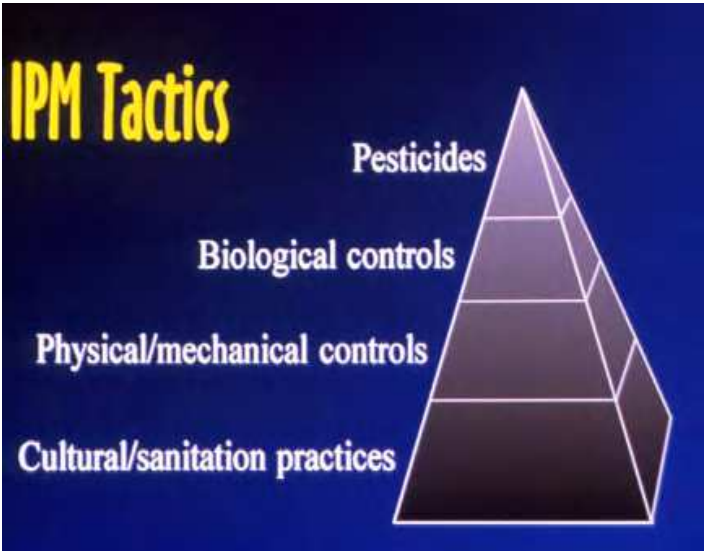 IPM Tactics
Pesticides
Biological controls
Physical/mechanical controls
Cultural/sanitation practices